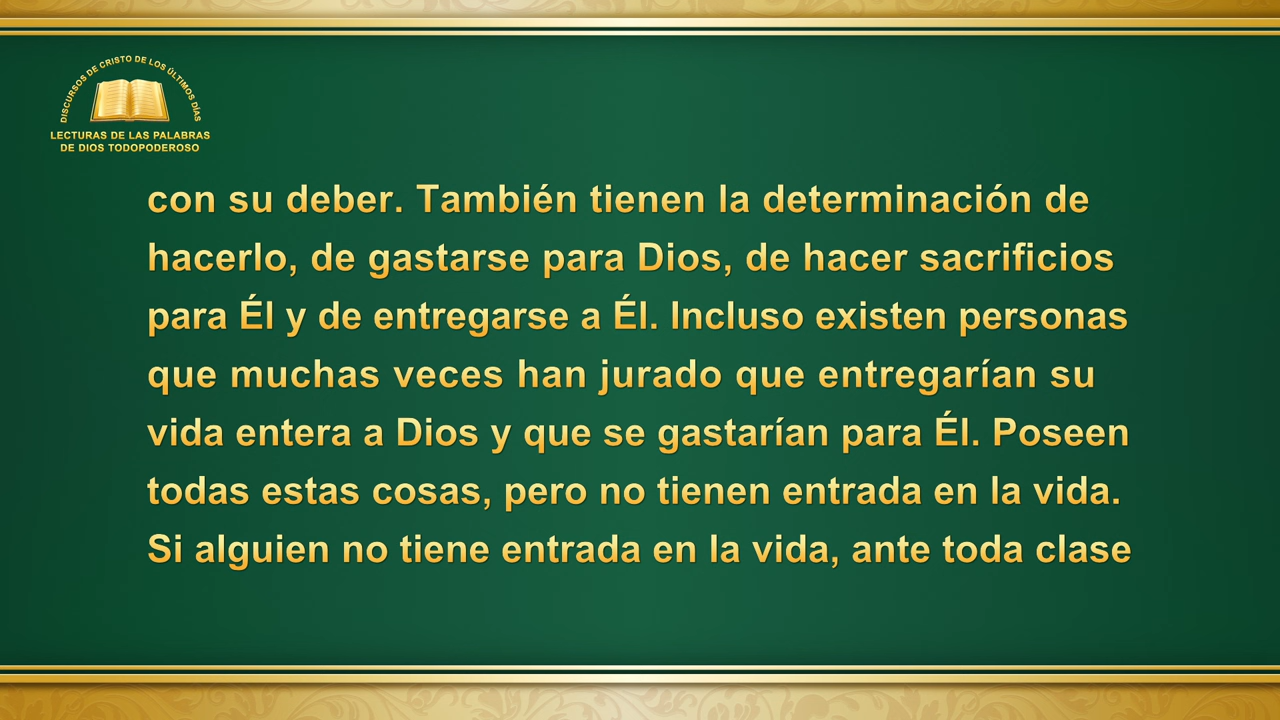 DISCURSOS DE CRISTO DE LOS ÚLTIMOS DÍAS
LECTURAS DE LAS PALABRAS
DE DIOS TODOPODEROSO
con su deber. También tienen la determinación de
hacerlo, de gastarse para Dios, de hacer sacrificios
para Él y de entregarse a Él. Incluso existen personas
que muchas veces han jurado que entregarían su
vida entera a Dios y que se gastarían para Él. Poseen
todas estas cosas, pero no tienen entrada en la vida.
Si alguien no tiene entrada en la vida, ante toda clase